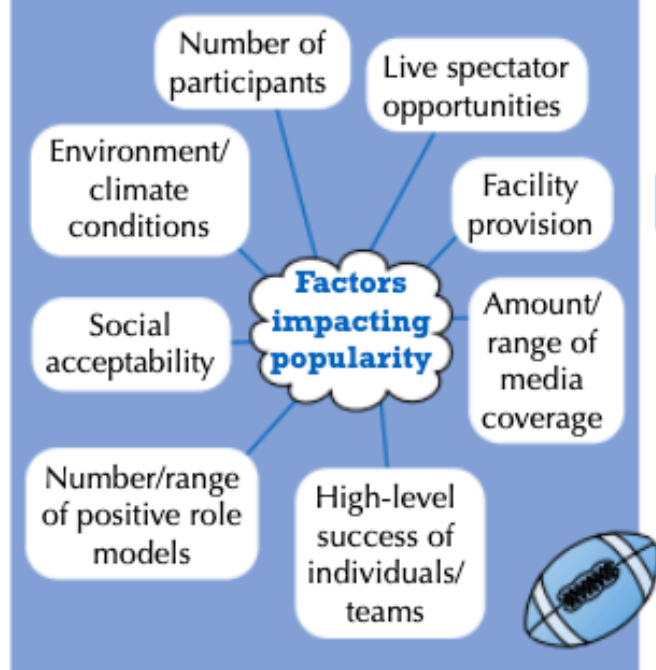 Number of
participants
Live spectator
opportunities
Environment/
climate
conditions
Facility
provision
Factors
impacting
popularity
Social
acceptability
Amount/
range of
media
coverage
Number/range
of positive role
models
High-level
success of
individuals/
teams